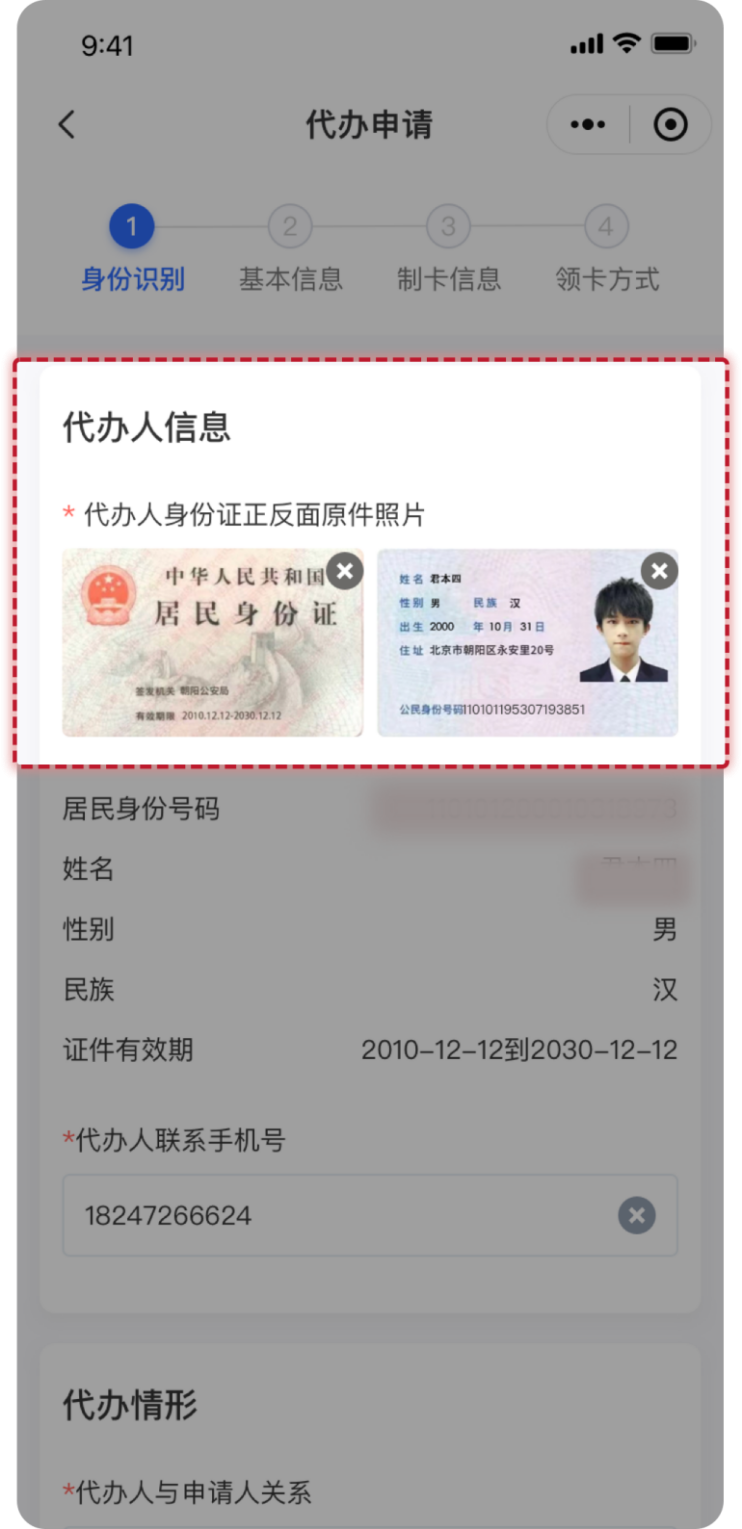 9:41
代办申请
1
2
3
4
身份识别
基本信息
制卡信息
领卡方式
代办人信息
* 代办人身份证正反面原件照片
中华人民共和国
居民身份证
签发机关 朝阳公安局
有效期限 2010.12.12-2030.12.12
姓名 君本四
性别 男 民族 汉
出生 2000 年 10月 31日
住址 北京市朝阳区永安里20号
公民身份号码110101195307193851
居民身份号码
姓名
性别 男
民族 汉
证件有效期 2010-12-12到2030-12-12
*代办人联系手机号
18247266624
代办情形
*代办人与申请人关系